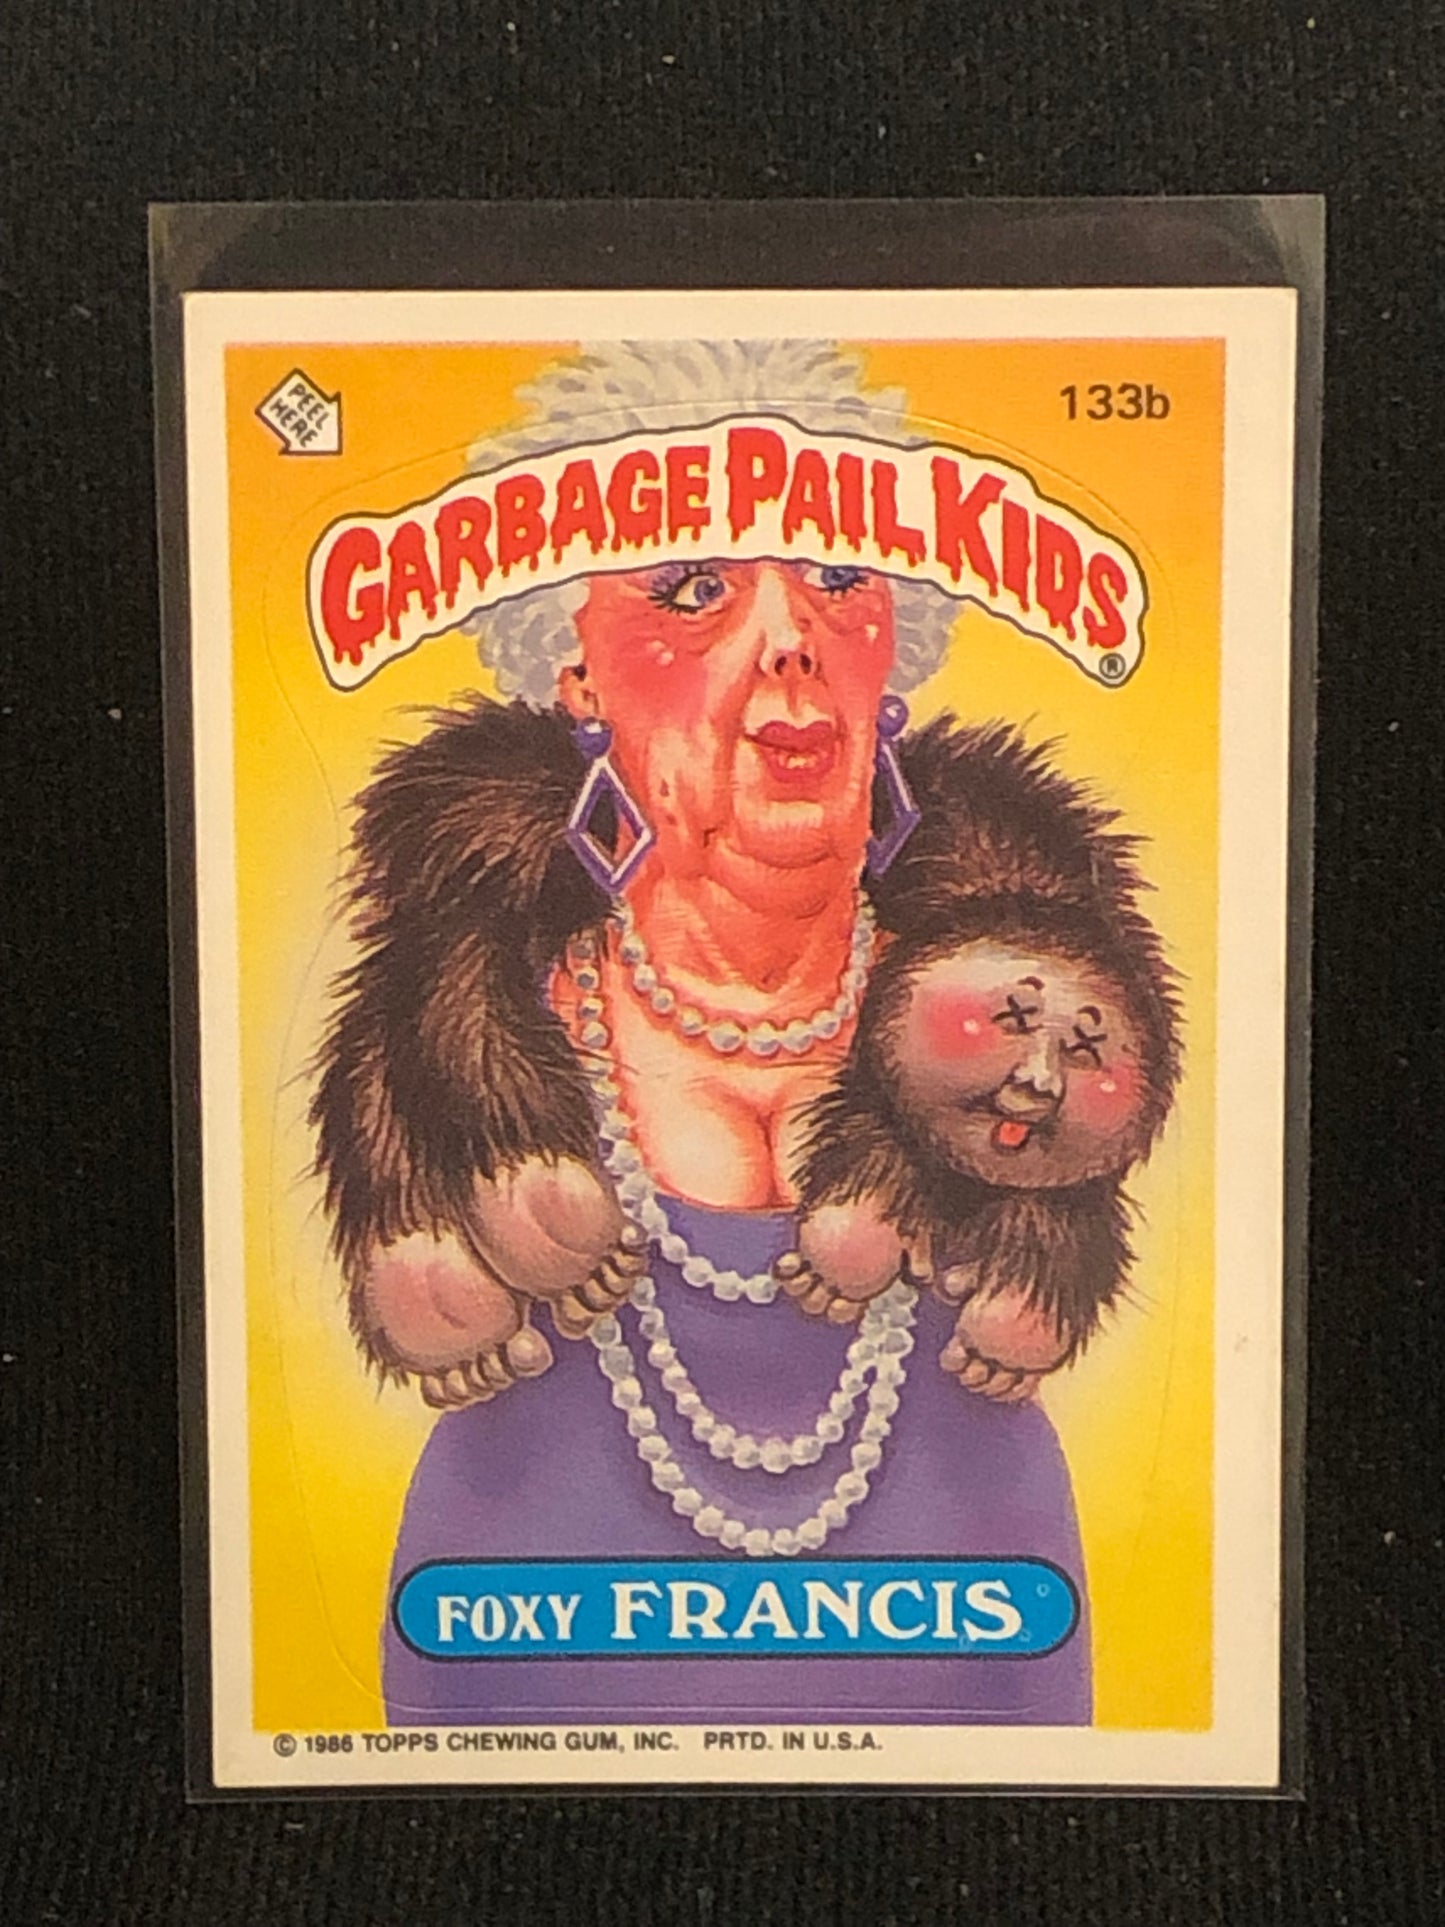 PEEL
HERE
133b
GARBAGE PAIL KIDS
®
FOXY FRANCIS
© 1986 TOPPS CHEWING GUM, INC. PRTD. IN U.S.A.